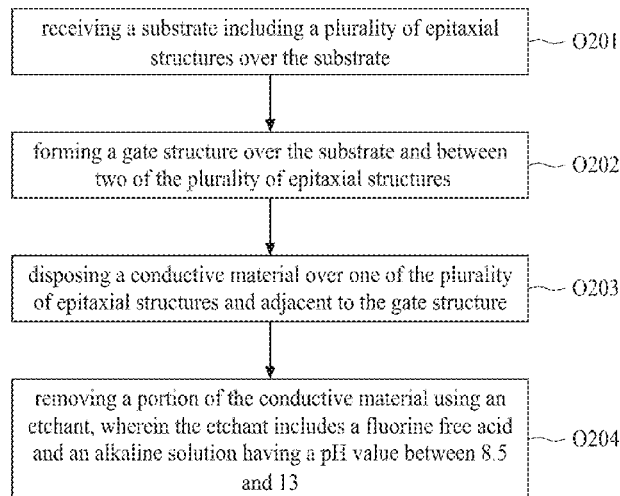 receiving a substrate including a plurality of epitaxial
structures over the substrate
O201
forming a gate structure over the substrate and between
two of the plurality of epitaxial structures
O202
disposing a conductive material over one of the plurality
of epitaxial structures and adjacent to the gate structure
O203
removing a portion of the conductive material using an
etchant, wherein the etchant includes a fluorine free acid
and an alkaline solution having a pH value between 8.5
and 13
O204